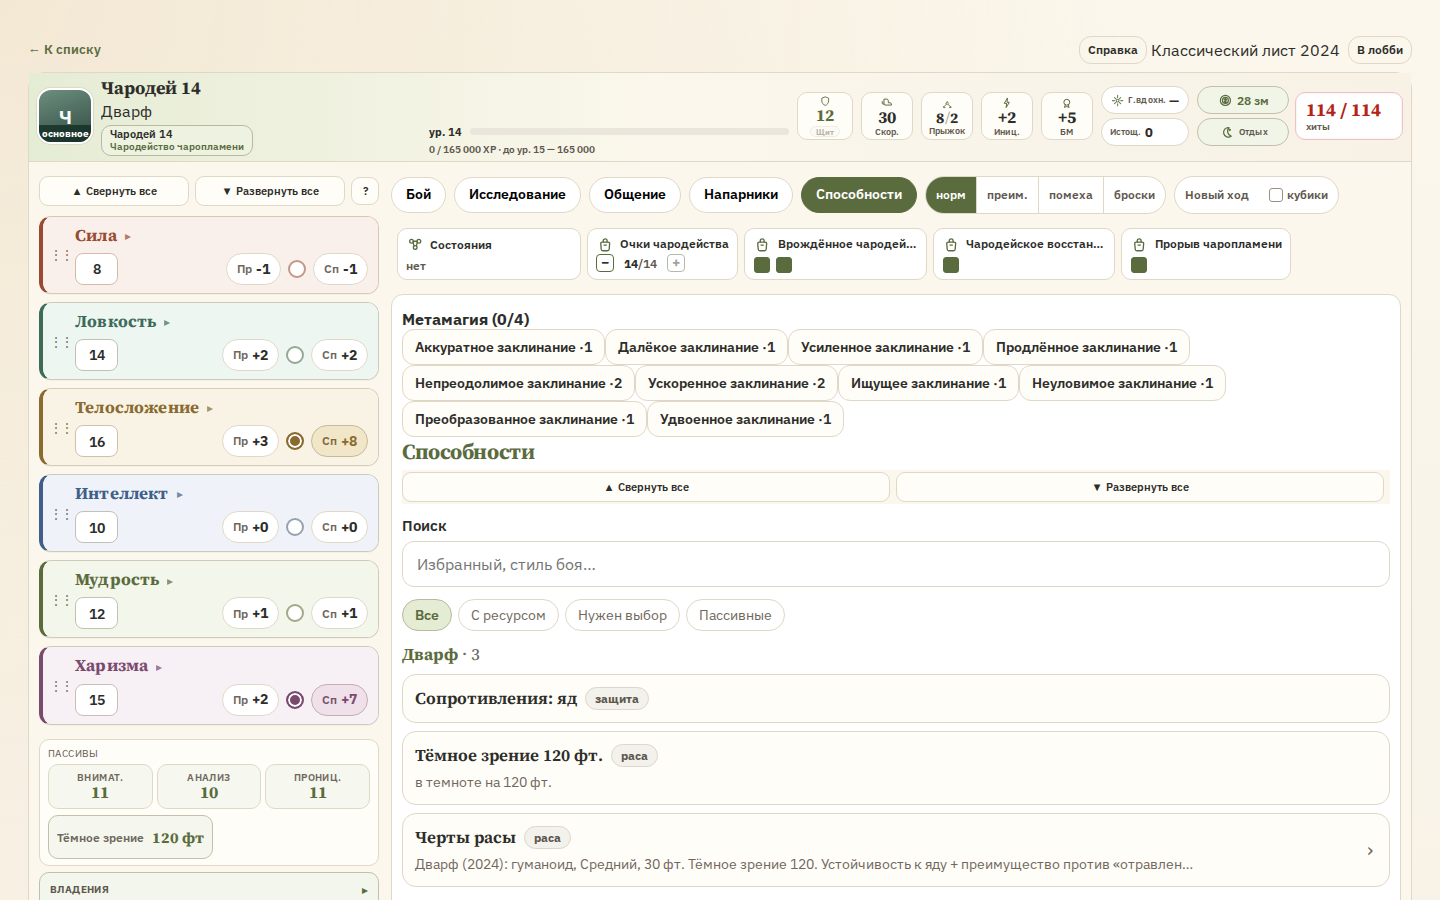 ← К списку
Справка Классический лист 2024 В лобби
Ч
основное
Чародей 14
Дварф
Чародей 14
Чародейство чаропламени
ур. 14
0 / 165 000 XP · до ур. 15 — 165 000
12
Щит
30
Скор.
8/2
Прыжок
+2
Иниц.
+5
БМ
Г.вдохн. —
Истощ. 0
28 зм
Отдых
114 / 114
хиты
▲ Свернуть все ▼ Развернуть все ?
Сила ▸
8 Пр -1 Сп -1
Ловкость ▸
14 Пр +2 Сп +2
Телосложение ▸
16 Пр +3 Сп +8
Интеллект ▸
10 Пр +0 Сп +0
Мудрость ▸
12 Пр +1 Сп +1
Харизма ▸
15 Пр +2 Сп +7
ПАССИВЫ
ВНИМАТ. АНАЛИЗ ПРОНИЦ.
11 10 11
Тёмное зрение 120 фт
ВЛАДЕНИЯ ▸
Бой Исследование Общение Напарники Способности норм преим. помеха броски Новый ход кубики
Состояния
нет
Очки чародейства
− 14/14 +
Врождённое чародей...
Чародейское восстан...
Прорыв чаропламени
Метамагия (0/4)
Аккуратное заклинание ·1 Далёкое заклинание ·1 Усиленное заклинание ·1 Продлённое заклинание ·1
Непреодолимое заклинание ·2 Ускоренное заклинание ·2 Ищущее заклинание ·1 Неуловимое заклинание ·1
Преобразованное заклинание ·1 Удвоенное заклинание ·1
Способности
▲ Свернуть все ▼ Развернуть все
Поиск
Избранный, стиль боя...
Все С ресурсом Нужен выбор Пассивные
Дварф · 3
Сопротивления: яд защита
Тёмное зрение 120 фт. раса
в темноте на 120 фт.
Черты расы раса
Дварф (2024): гуманоид, Средний, 30 фт. Тёмное зрение 120. Устойчивость к яду + преимущество против «отравлен... ›